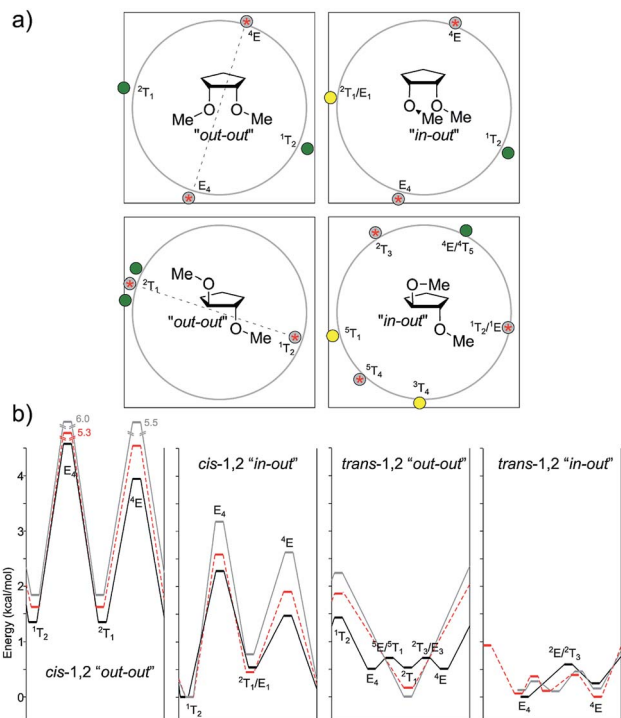 a)
⁴E
²T₁
O
O
Me
Me
"out-out"
¹T₂
E₄
⁴E
²T₁/E₁
O
O
Me
Me
"in-out"
¹T₂
E₄
²T₁
Me
O
"out-out"
O
Me
¹T₂
²T₃
⁴E/⁴T₅
O–Me
"in-out"
O
Me
¹T₂/¹E
⁵T₁
⁵T₄
³T₄
b)
Energy (kcal/mol)
4
3
2
1
0
6.0
5.3
5.5
E₄
⁴E
¹T₂
²T₁
cis-1,2 "out-out"
cis-1,2 "in-out"
E₄
⁴E
²T₁/E₁
¹T₂
trans-1,2 "out-out"
¹T₂
⁵E/⁵T₁
²T₃/E₃
E₄
²T₁
⁴E
trans-1,2 "in-out"
²E/²T₃
E₄
⁴E